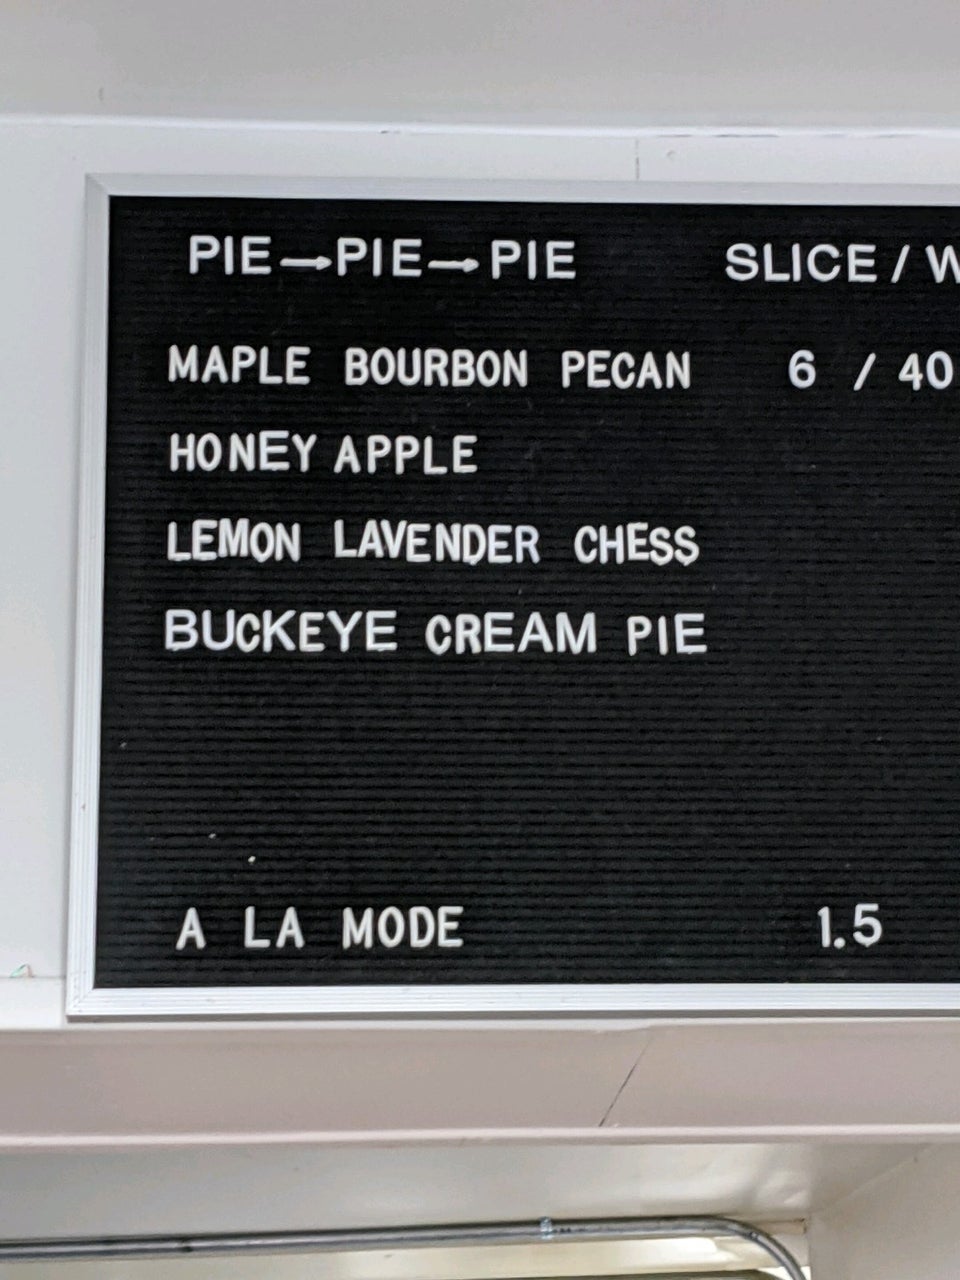 PIE→PIE→PIE SLICE / W
MAPLE BOURBON PECAN 6 / 40
HONEY APPLE
LEMON LAVENDER CHESS
BUCKEYE CREAM PIE
A LA MODE 1.5